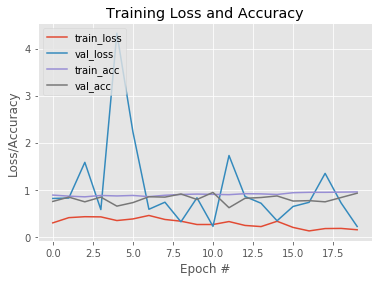 Training Loss and Accuracy
train_loss
val_loss
train_acc
val_acc
Loss/Accuracy
4
3
2
1
0
0.0 2.5 5.0 7.5 10.0 12.5 15.0 17.5
Epoch #